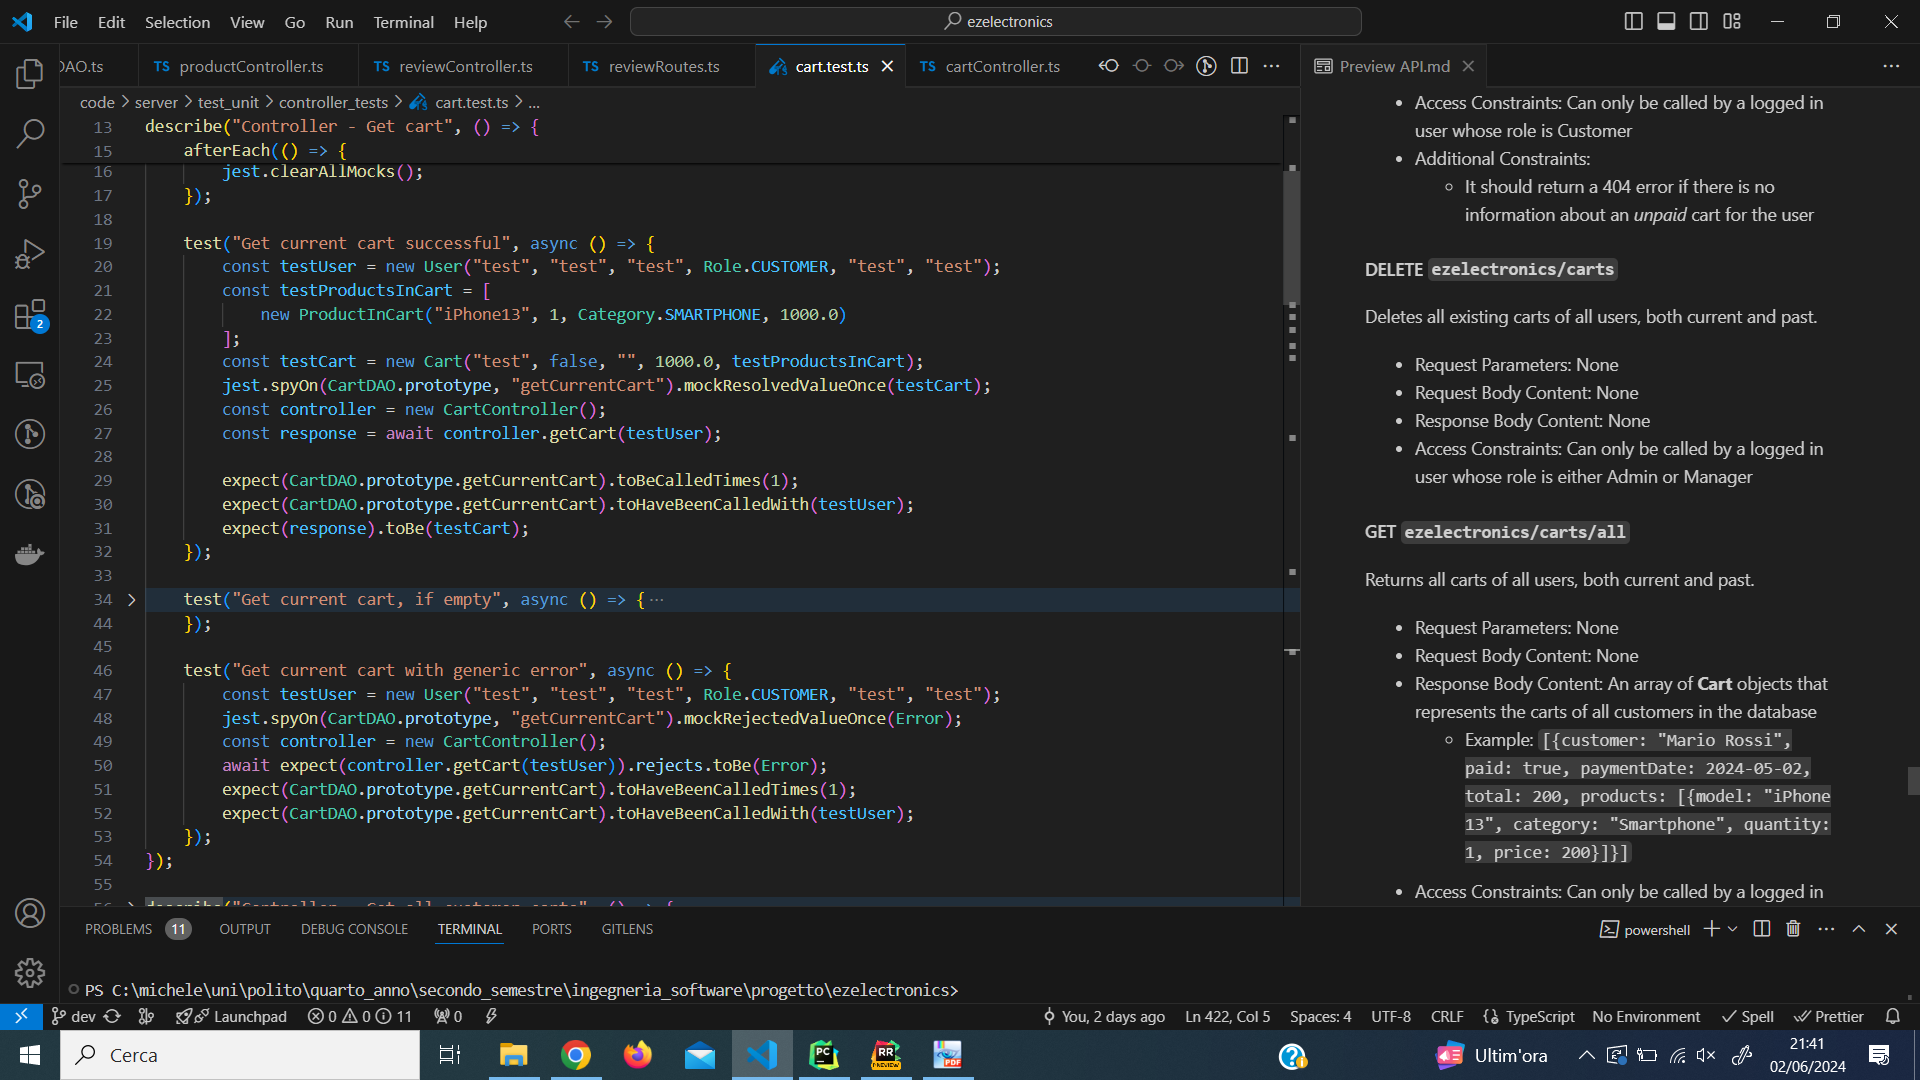 File Edit Selection View Go Run Terminal Help
ezelectronics
DAO.ts
TS productController.ts
TS reviewController.ts
TS reviewRoutes.ts
cart.test.ts
TS cartController.ts
Preview API.md
code > server > test_unit > controller_tests > cart.test.ts > ...
13 describe("Controller - Get cart", () => {
15 afterEach(() => {
16 jest.clearAllMocks();
17 });
18
19 test("Get current cart successful", async () => {
20 const testUser = new User("test", "test", "test", Role.CUSTOMER, "test", "test");
21 const testProductsInCart = [
22 new ProductInCart("iPhone13", 1, Category.SMARTPHONE, 1000.0)
23 ];
24 const testCart = new Cart("test", false, "", 1000.0, testProductsInCart);
25 jest.spyOn(CartDAO.prototype, "getCurrentCart").mockResolvedValueOnce(testCart);
26 const controller = new CartController();
27 const response = await controller.getCart(testUser);
28
29 expect(CartDAO.prototype.getCurrentCart).toBeCalledTimes(1);
30 expect(CartDAO.prototype.getCurrentCart).toHaveBeenCalledWith(testUser);
31 expect(response).toBe(testCart);
32 });
33
34 test("Get current cart, if empty", async () => { ...
44 });
45
46 test("Get current cart with generic error", async () => {
47 const testUser = new User("test", "test", "test", Role.CUSTOMER, "test", "test");
48 jest.spyOn(CartDAO.prototype, "getCurrentCart").mockRejectedValueOnce(Error);
49 const controller = new CartController();
50 await expect(controller.getCart(testUser)).rejects.toBe(Error);
51 expect(CartDAO.prototype.getCurrentCart).toHaveBeenCalledTimes(1);
52 expect(CartDAO.prototype.getCurrentCart).toHaveBeenCalledWith(testUser);
53 });
54 });
55
• Access Constraints: Can only be called by a logged in
user whose role is Customer
• Additional Constraints:
◦ It should return a 404 error if there is no
information about an unpaid cart for the user
DELETE ezelectronics/carts
Deletes all existing carts of all users, both current and past.
• Request Parameters: None
• Request Body Content: None
• Response Body Content: None
• Access Constraints: Can only be called by a logged in
user whose role is either Admin or Manager
GET ezelectronics/carts/all
Returns all carts of all users, both current and past.
• Request Parameters: None
• Request Body Content: None
• Response Body Content: An array of Cart objects that
represents the carts of all customers in the database
◦ Example: [{customer: "Mario Rossi",
paid: true, paymentDate: 2024-05-02,
total: 200, products: [{model: "iPhone
13", category: "Smartphone", quantity:
1, price: 200}]}]
• Access Constraints: Can only be called by a logged in
2
PROBLEMS 11 OUTPUT DEBUG CONSOLE TERMINAL PORTS GITLENS
powershell
PS C:\michele\uni\polito\quarto_anno\secondo_semestre\ingegneria_software\progetto\ezelectronics>
dev Launchpad 0 0 11 0
You, 2 days ago Ln 422, Col 5 Spaces: 4 UTF-8 CRLF {} TypeScript No Environment Spell Prettier
Cerca
Ultim'ora
21:41
02/06/2024